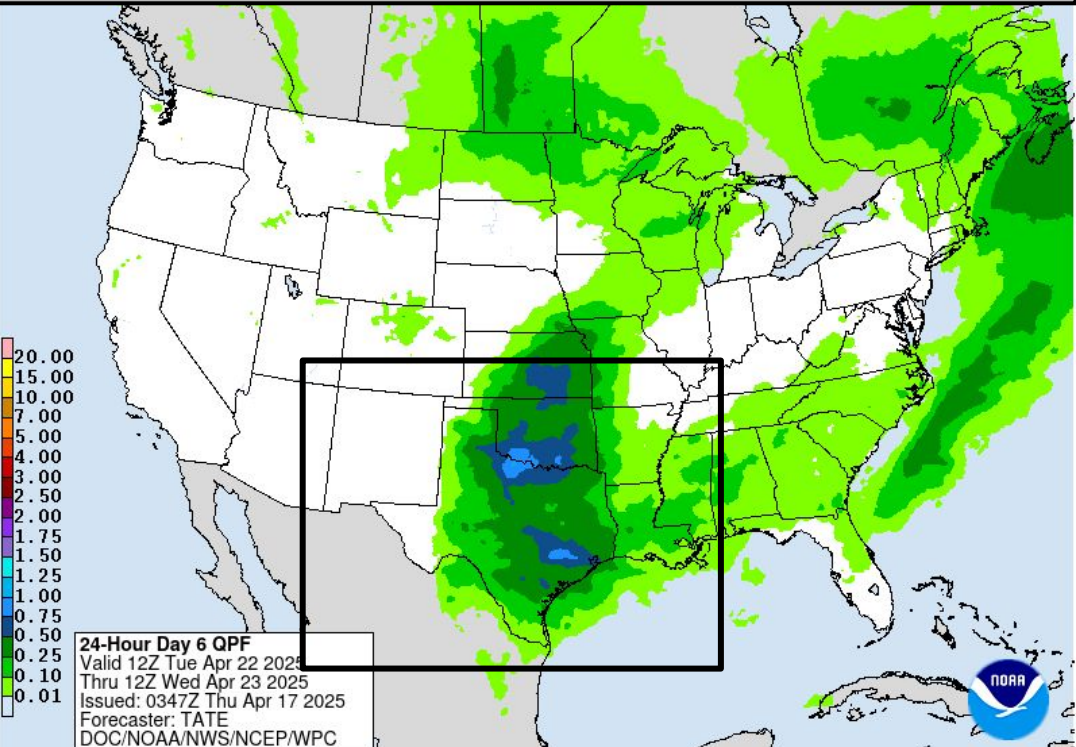 20.00
15.00
10.00
7.00
5.00
4.00
3.00
2.50
2.00
1.75
1.50
1.25
1.00
0.75
0.50
0.25
0.10
0.01
24-Hour Day 6 QPF
Valid 12Z Tue Apr 22 2025
Thru 12Z Wed Apr 23 2025
Issued: 0347Z Thu Apr 17 2025
Forecaster: TATE
DOC/NOAA/NWS/NCEP/WPC
NOAA